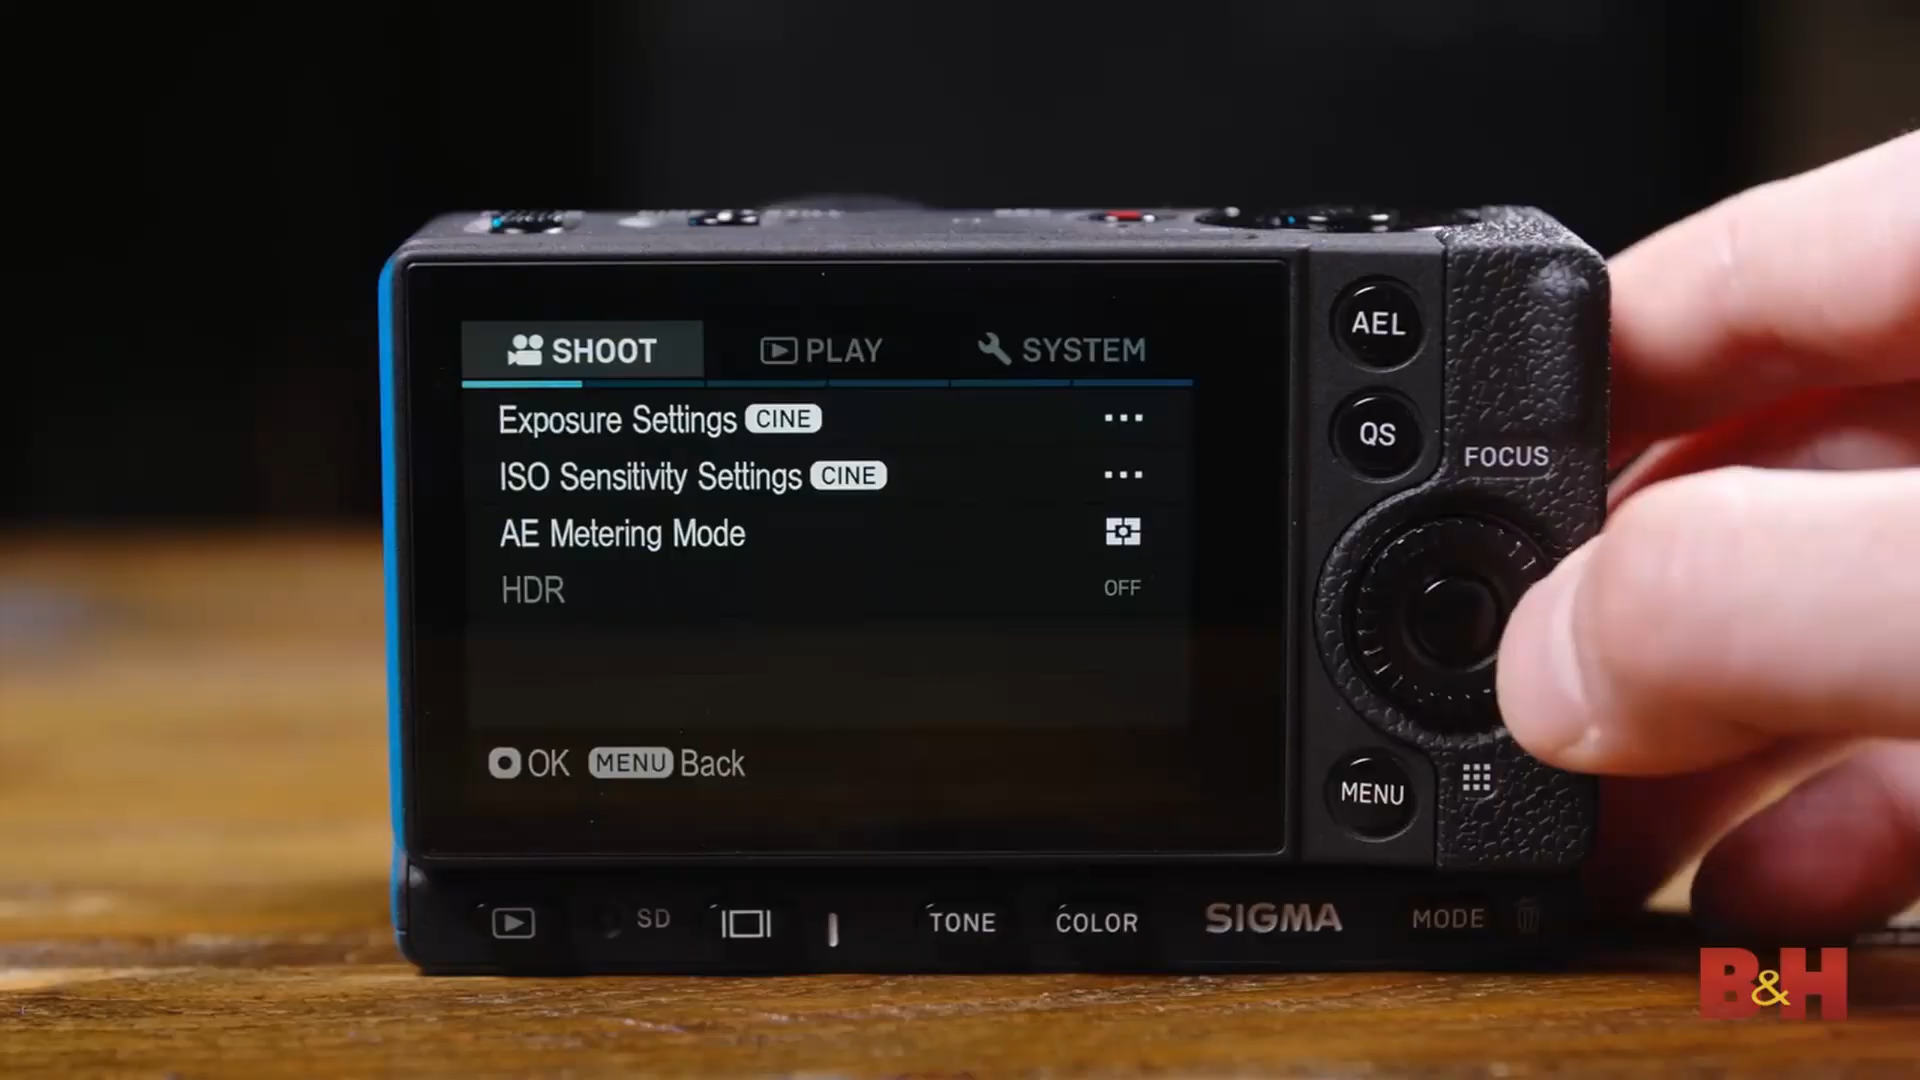 SHOOT PLAY SYSTEM
Exposure Settings CINE
ISO Sensitivity Settings CINE
AE Metering Mode
HDR OFF
OK MENU Back
AEL
QS
FOCUS
MENU
SD TONE COLOR SIGMA MODE
B&H